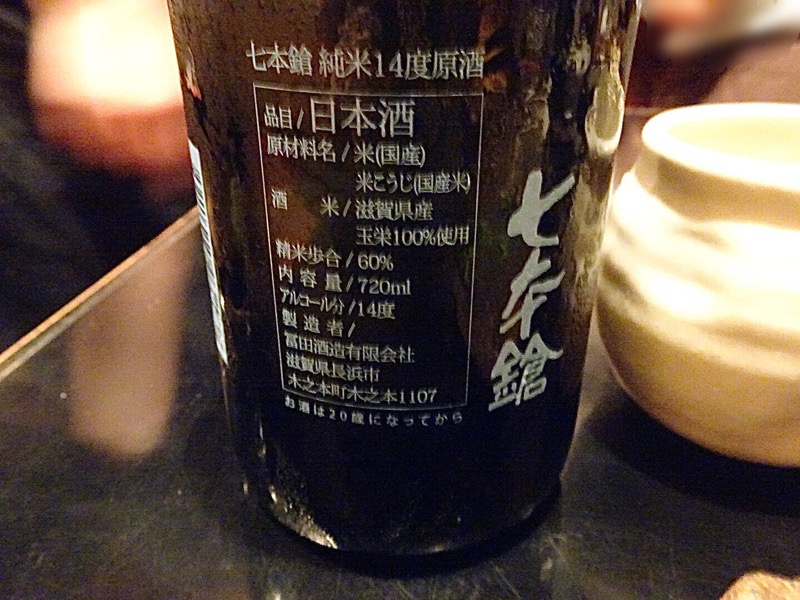 七本鎗 純米14度原酒
品目/日本酒
原材料名/米(国産)
米こうじ(国産米)
酒 米/滋賀県産
玉栄100%使用
精米歩合/60%
内容量/720ml
アルコール分/14度
製造者/
冨田酒造有限会社
滋賀県長浜市
木之本町木之本1107
お酒は20歳になってから
七本鎗